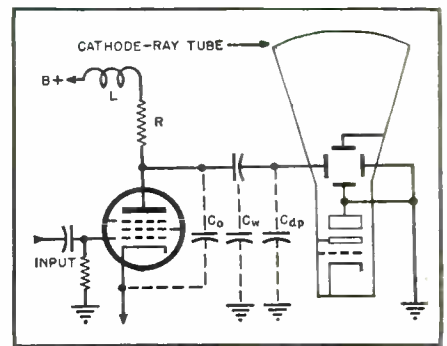 CATHODE-RAY TUBE
B+
L
R
Co
Cw
Cdp
INPUT